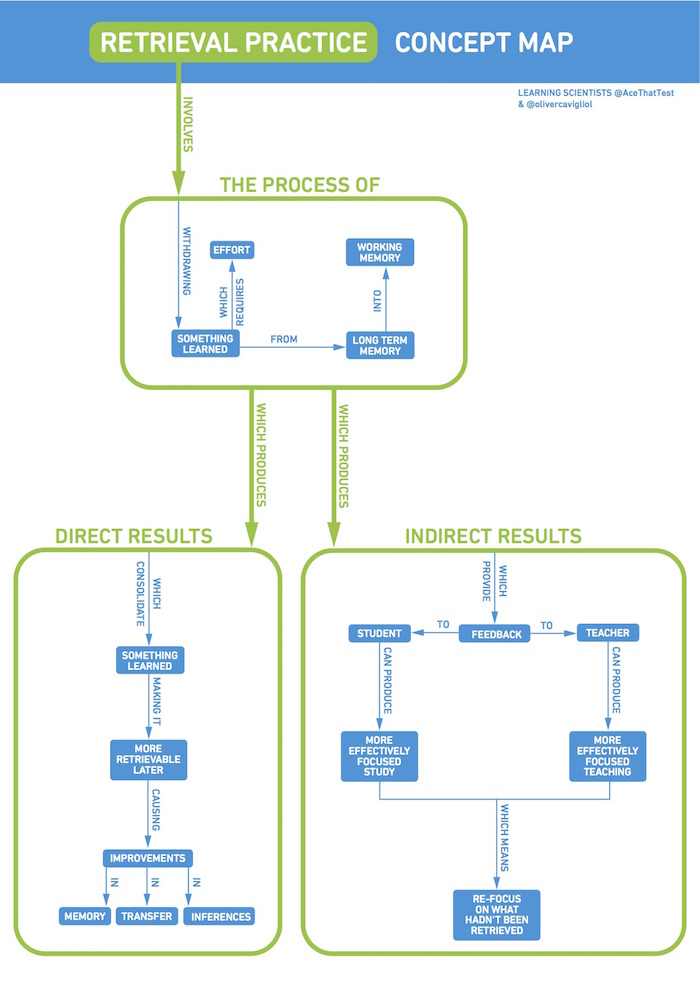 RETRIEVAL PRACTICE CONCEPT MAP
LEARNING SCIENTISTS @AceThatTest
& @olivercavigliol
INVOLVES
THE PROCESS OF
WITHDRAWING
EFFORT
WHICH
REQUIRES
WORKING
MEMORY
INTO
SOMETHING
LEARNED
FROM
LONG TERM
MEMORY
WHICH PRODUCES
WHICH PRODUCES
DIRECT RESULTS
WHICH
CONSOLIDATE
SOMETHING
LEARNED
MAKING IT
MORE
RETRIEVABLE
LATER
CAUSING
IMPROVEMENTS
IN
IN
IN
MEMORY
TRANSFER
INFERENCES
INDIRECT RESULTS
WHICH
PROVIDE
STUDENT
TO
FEEDBACK
TO
TEACHER
CAN PRODUCE
CAN PRODUCE
MORE
EFFECTIVELY
FOCUSED
STUDY
MORE
EFFECTIVELY
FOCUSED
TEACHING
WHICH MEANS
RE-FOCUS
ON WHAT
HADN'T BEEN
RETRIEVED